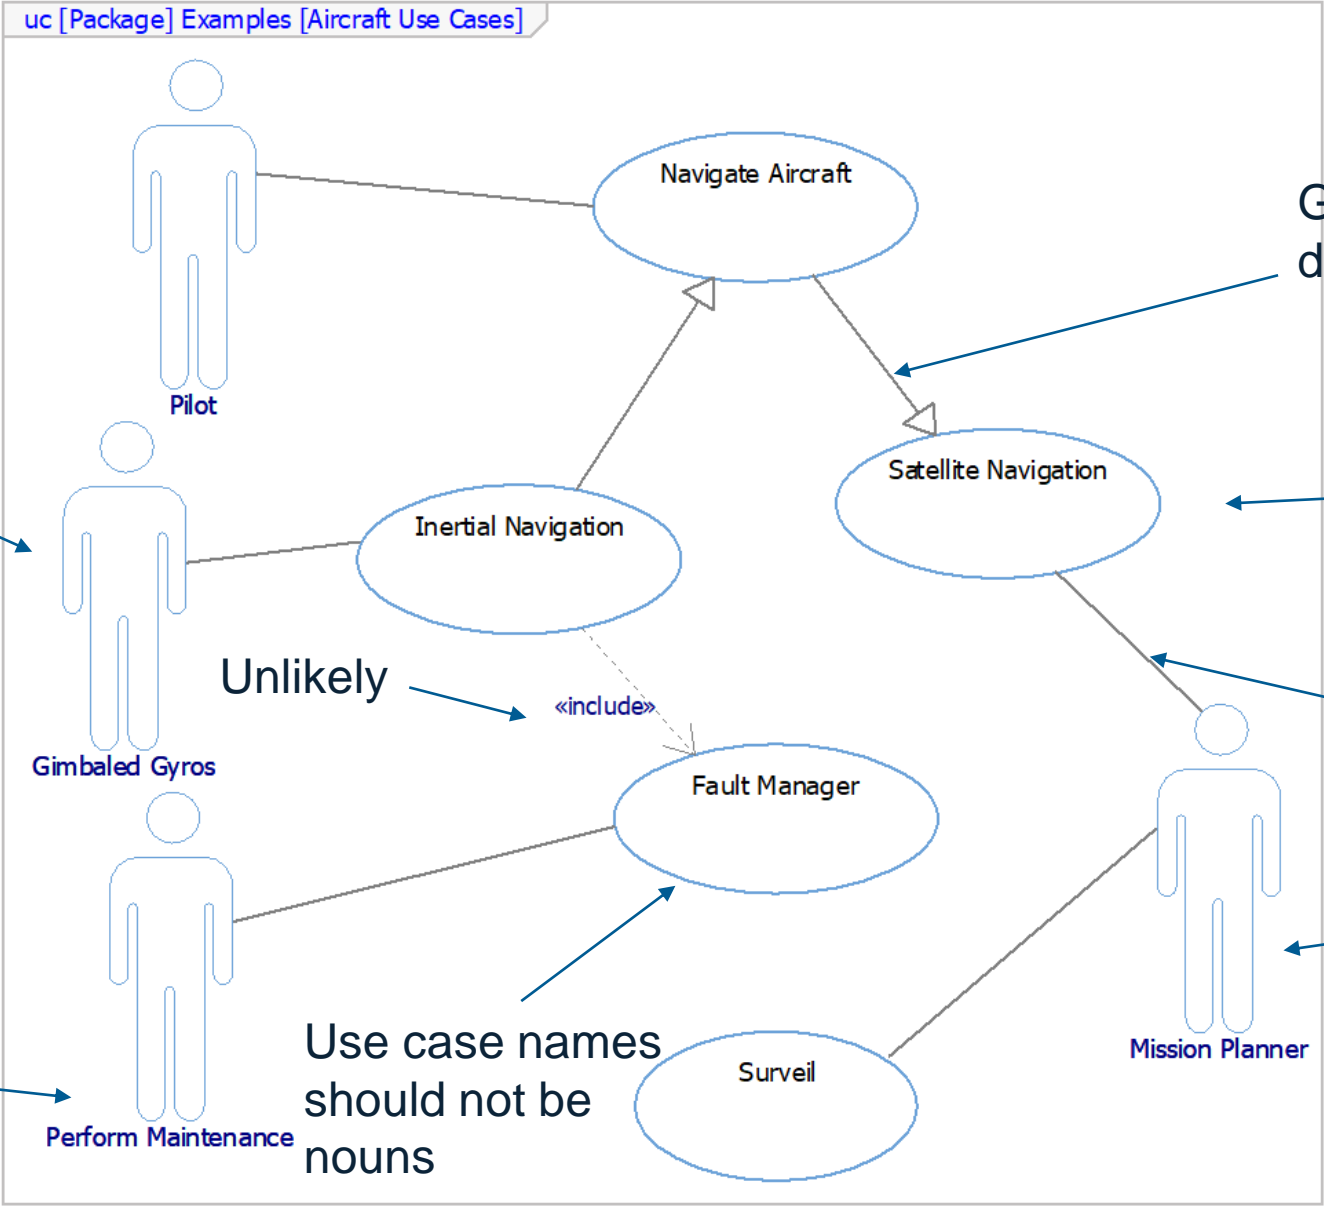 uc [Package] Examples [Aircraft Use Cases]
Navigate Aircraft
G
d
Pilot
Satellite Navigation
Inertial Navigation
Unlikely
«include»
Gimbaled Gyros
Fault Manager
Use case names
should not be
nouns
Surveil
Mission Planner
Perform Maintenance